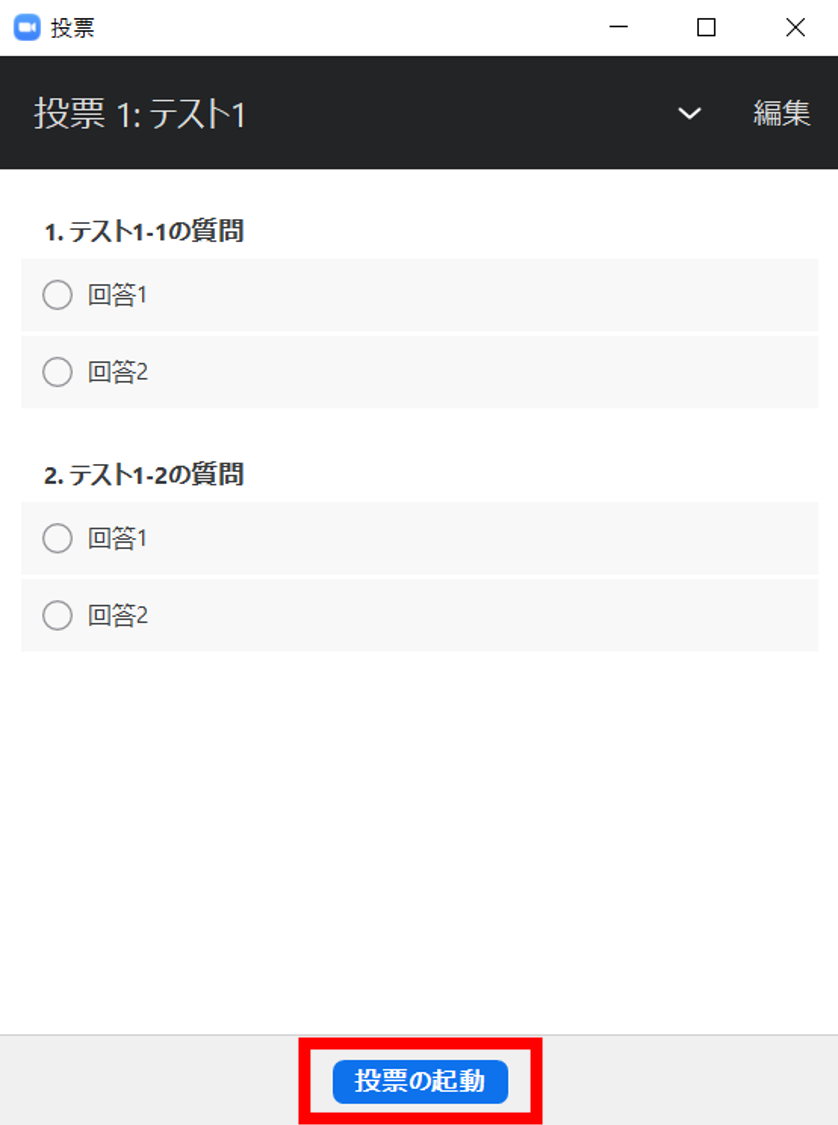 投票
投票 1: テスト1
編集
1. テスト1-1の質問
回答1
回答2
2. テスト1-2の質問
回答1
回答2
投票の起動